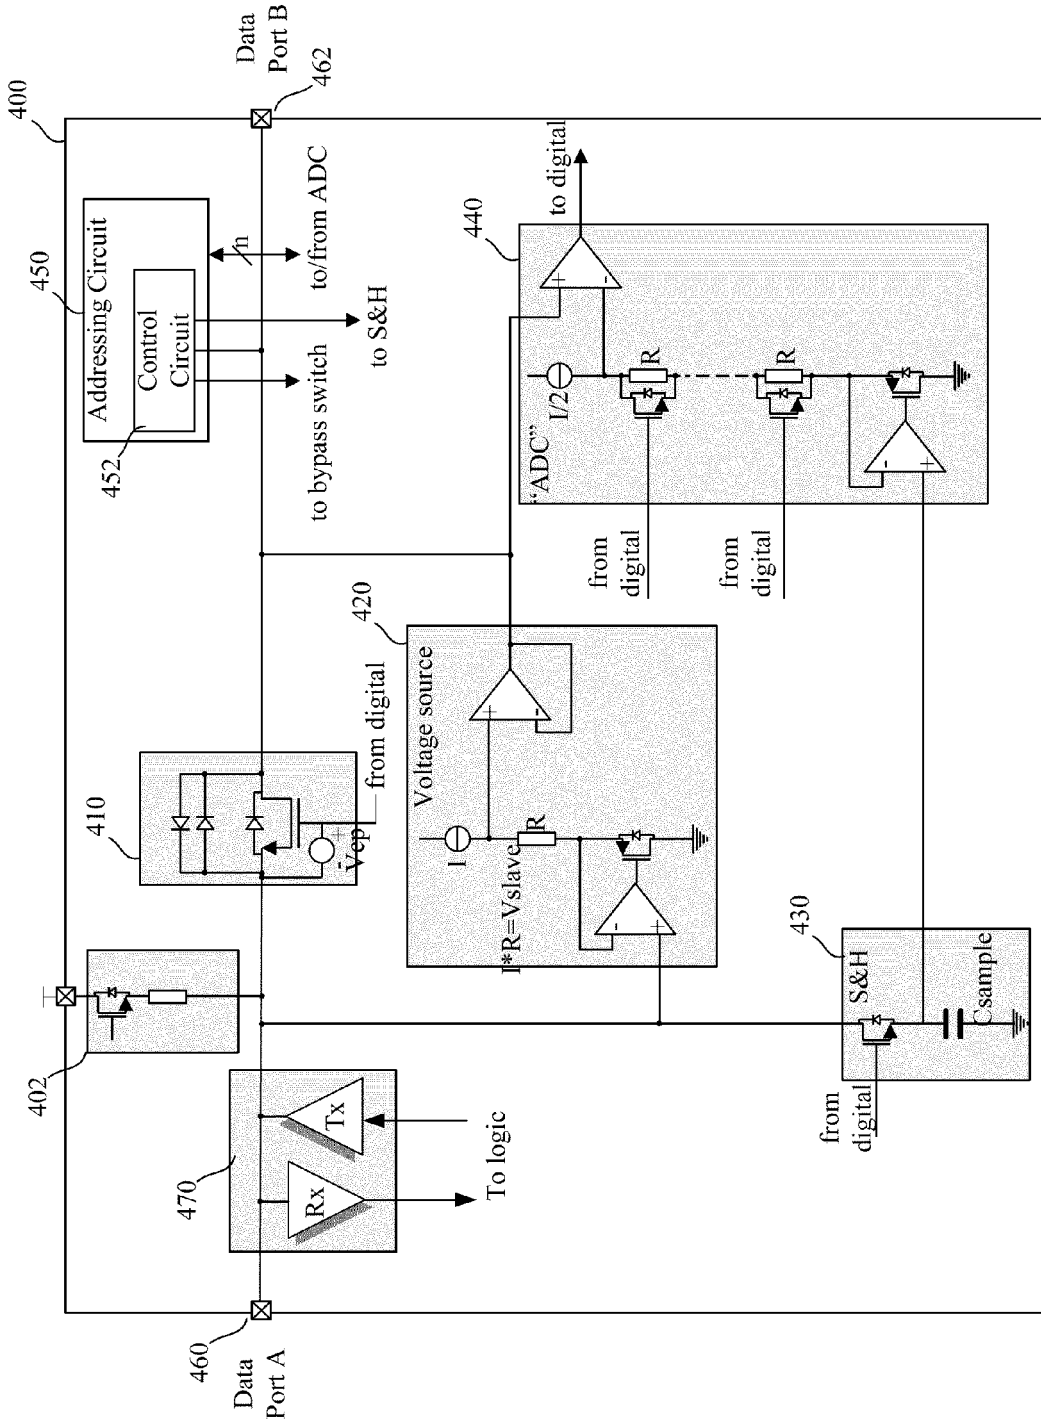 400
450
Addressing Circuit
452
Control
Circuit
n
to/from ADC
to S&H
to bypass switch
Data
Port B
462
402
410
-
+
Vcp
from digital
470
Rx
Tx
To logic
460
Data
Port A
420
Voltage source
I
R
I*R=Vslave
+
-
-
+
440
"ADC"
I/2
+
-
to digital
R
R
from
digital
from
digital
-
+
430
S&H
Csample
from
digital